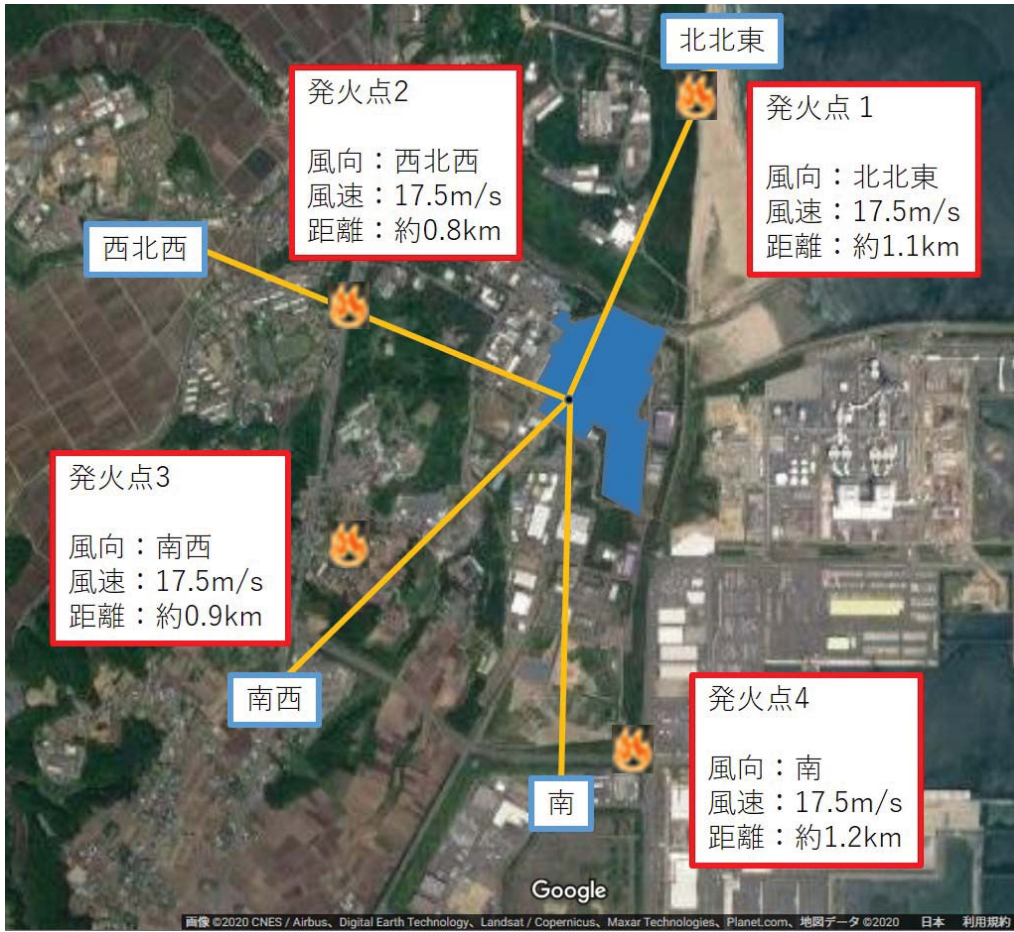 北北東
発火点2
風向：西北西
風速：17.5m/s
距離：約0.8km
発火点 1
風向：北北東
風速：17.5m/s
距離：約1.1km
西北西
発火点3
風向：南西
風速：17.5m/s
距離：約0.9km
南西
発火点4
風向：南
風速：17.5m/s
距離：約1.2km
南
Google
画像 ©2020 CNES / Airbus、Digital Earth Technology、Landsat / Copernicus、Maxar Technologies、Planet.com、地図データ ©2020 日本 利用規約